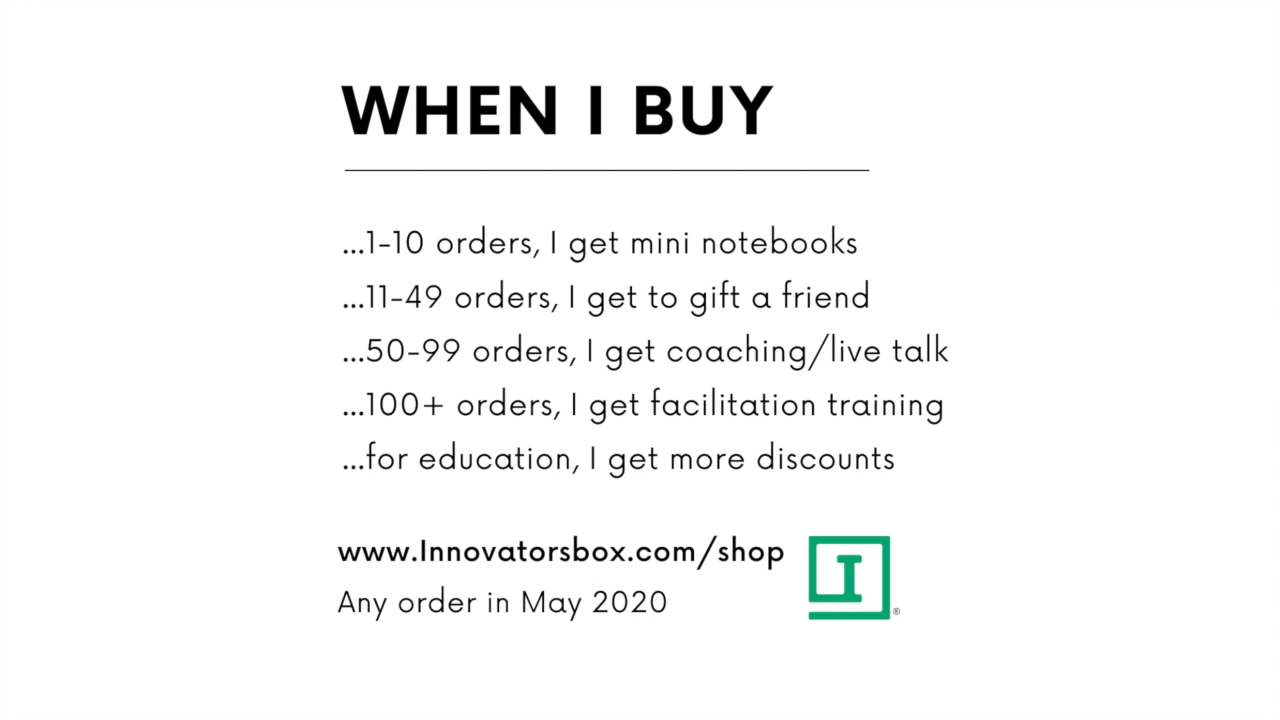 WHEN I BUY
...1-10 orders, I get mini notebooks
...11-49 orders, I get to gift a friend
...50-99 orders, I get coaching/live talk
...100+ orders, I get facilitation training
...for education, I get more discounts
www.Innovatorsbox.com/shop
Any order in May 2020
I
®